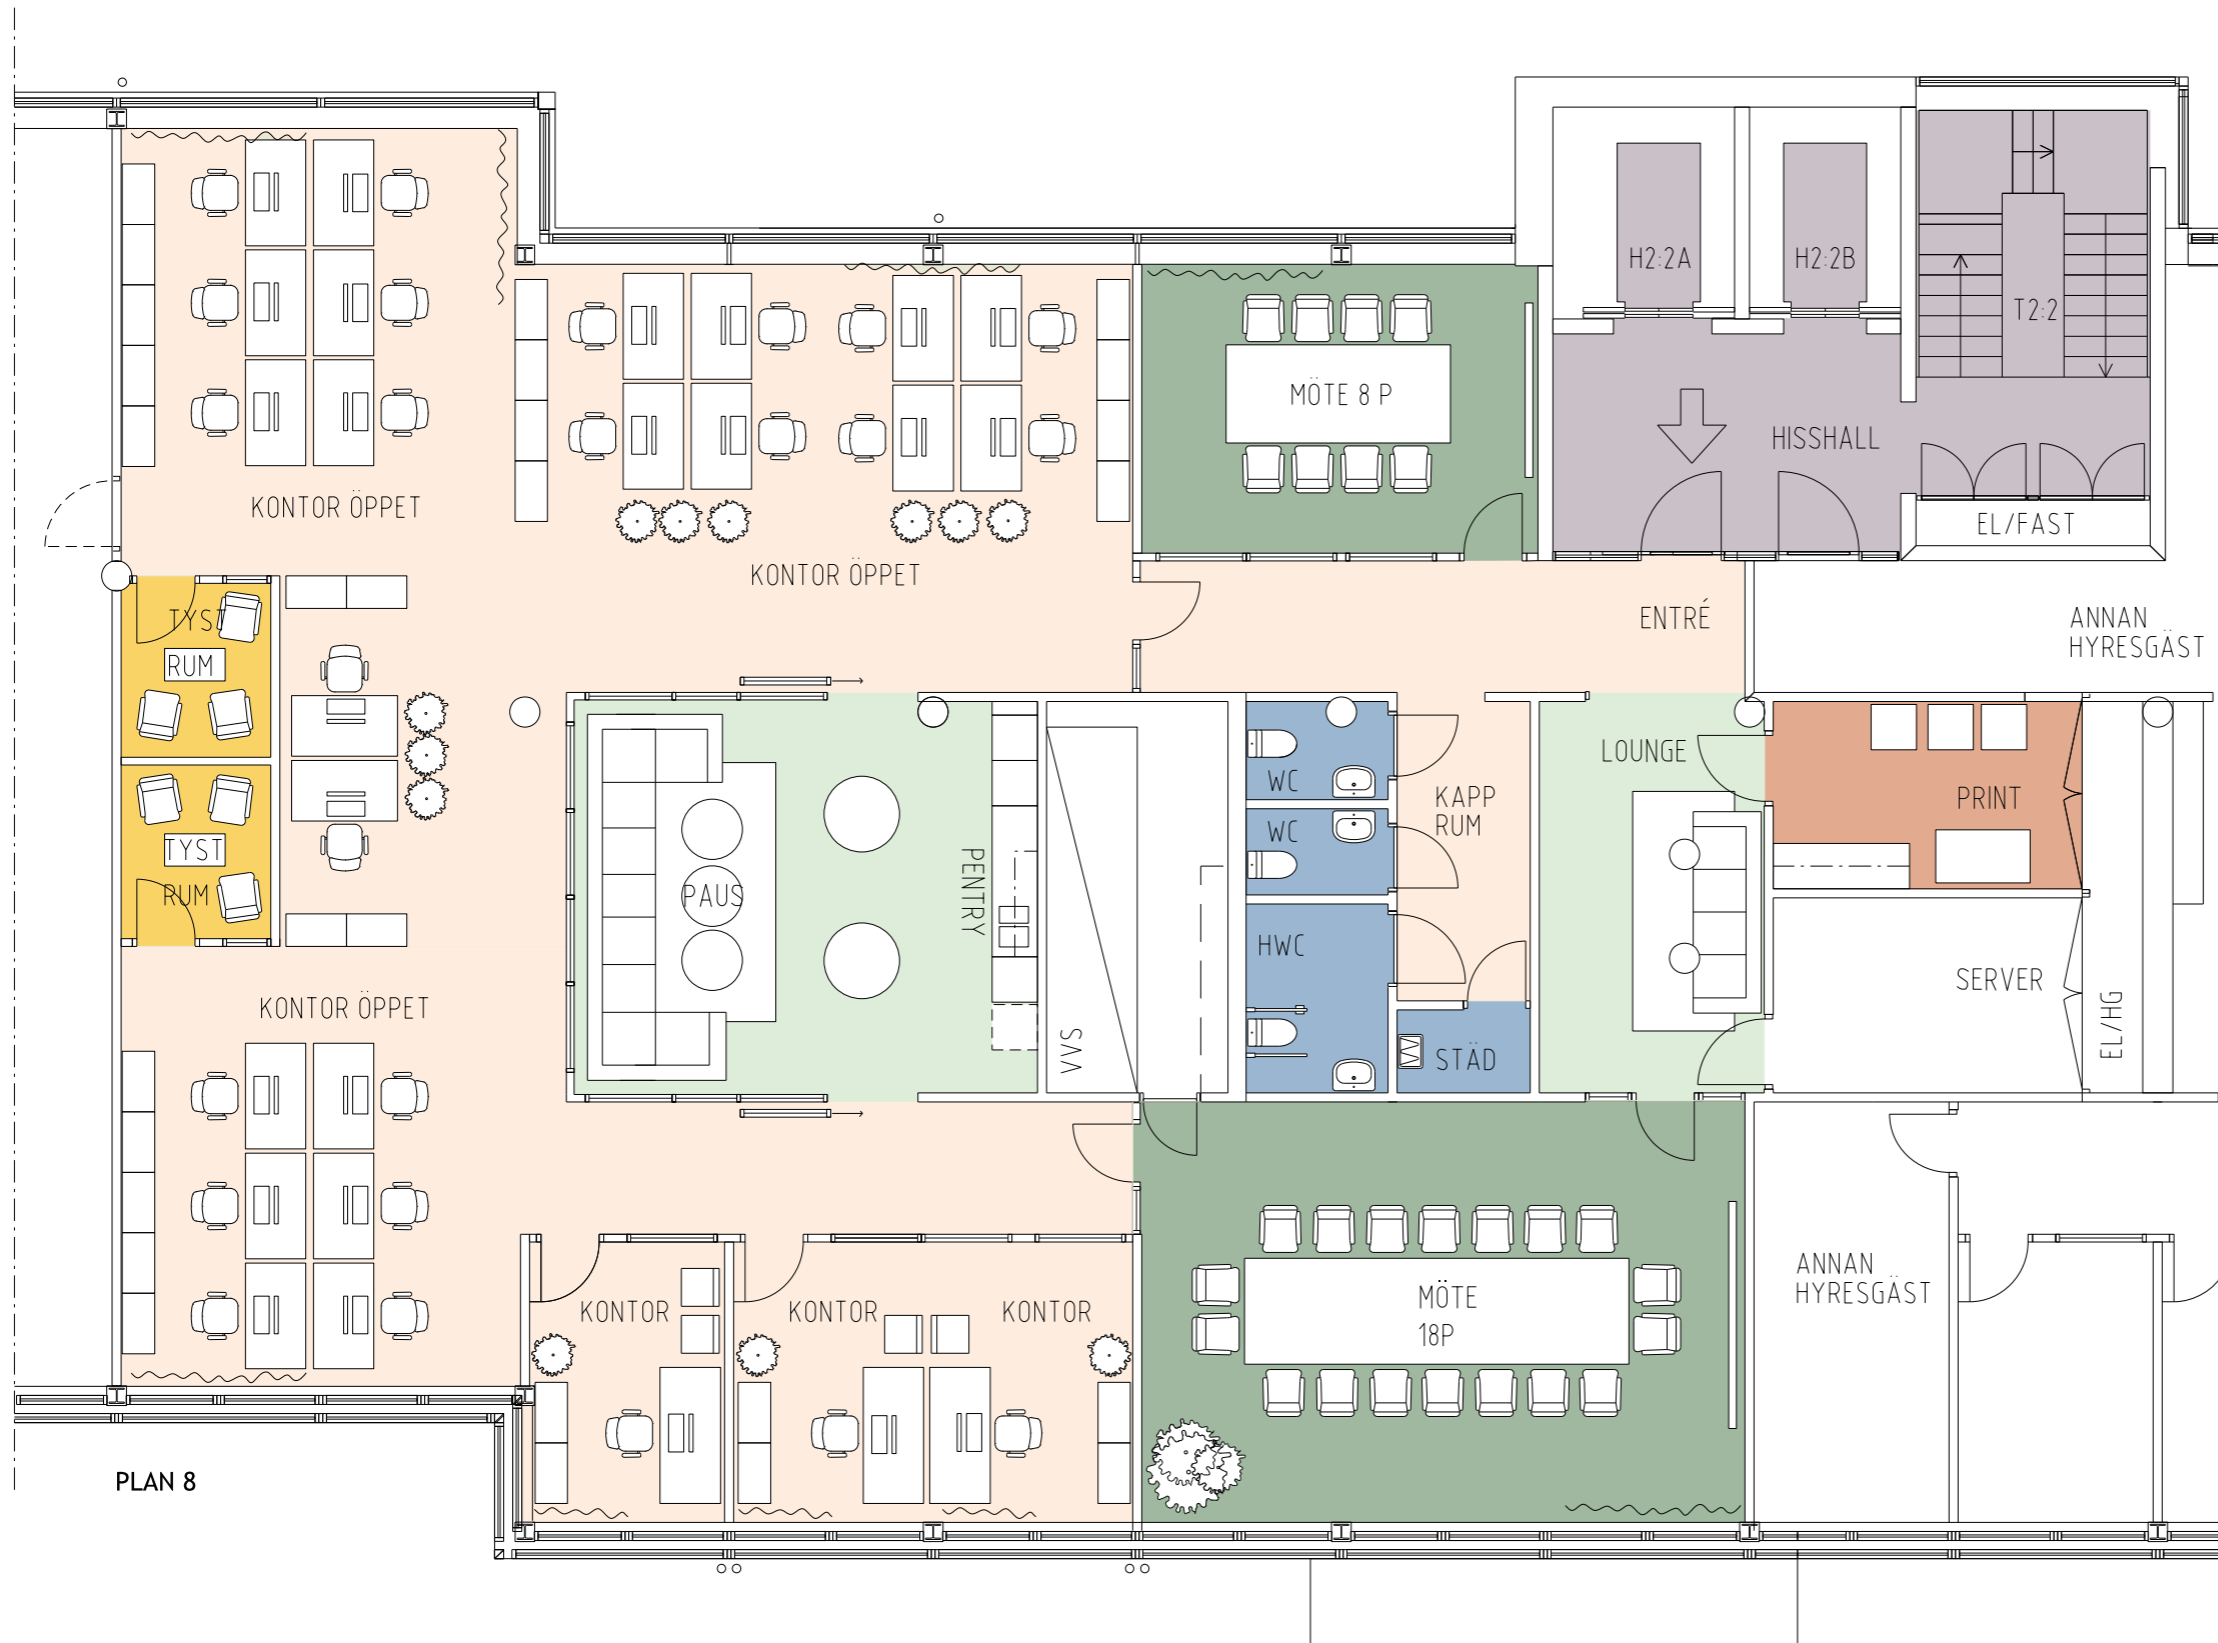 H2:2A
H2:2B
T2:2
MÖTE 8 P
HISSHALL
KONTOR ÖPPET
EL/FAST
KONTOR ÖPPET
TYST
RUM
ENTRÉ
ANNAN
HYRESGÄST
LOUNGE
WC
KAPP
RUM
PRINT
WC
TYST
RUM
PAUS
PENTRY
HWC
SERVER
KONTOR ÖPPET
VVS
STÄD
EL/HG
KONTOR
KONTOR
KONTOR
MÖTE
18P
ANNAN
HYRESGÄST
PLAN 8